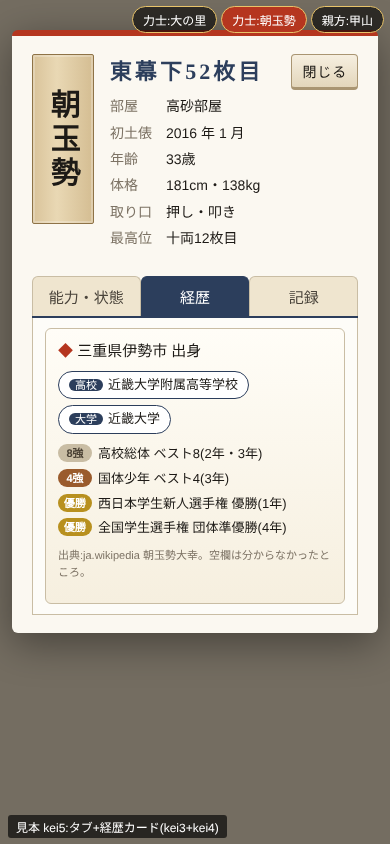 力士:大の里 力士:朝玉勢 親方:甲山
朝玉勢
東幕下52枚目
閉じる
部屋 高砂部屋
初土俵 2016 年 1 月
年齢 33歳
体格 181cm・138kg
取り口 押し・叩き
最高位 十両12枚目
能力・状態 経歴 記録
◆ 三重県伊勢市 出身
高校 近畿大学附属高等学校
大学 近畿大学
8強 高校総体 ベスト8(2年・3年)
4強 国体少年 ベスト4(3年)
優勝 西日本学生新人選手権 優勝(1年)
優勝 全国学生選手権 団体準優勝(4年)
出典:ja.wikipedia 朝玉勢大幸。空欄は分からなかったと
ころ。
見本 kei5:タブ+経歴カード(kei3+kei4)